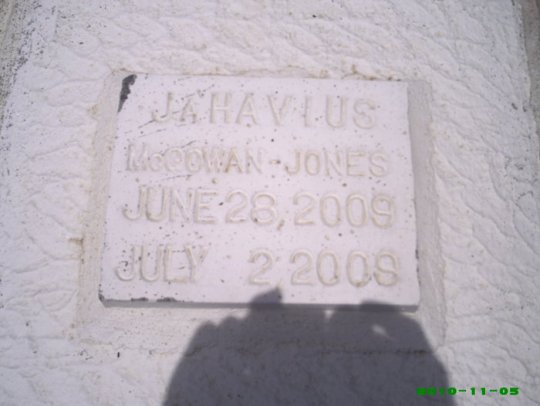 JAHAVIUS
McGOWAN-JONES
JUNE 28, 2009
JULY 2 2009
2010-11-05